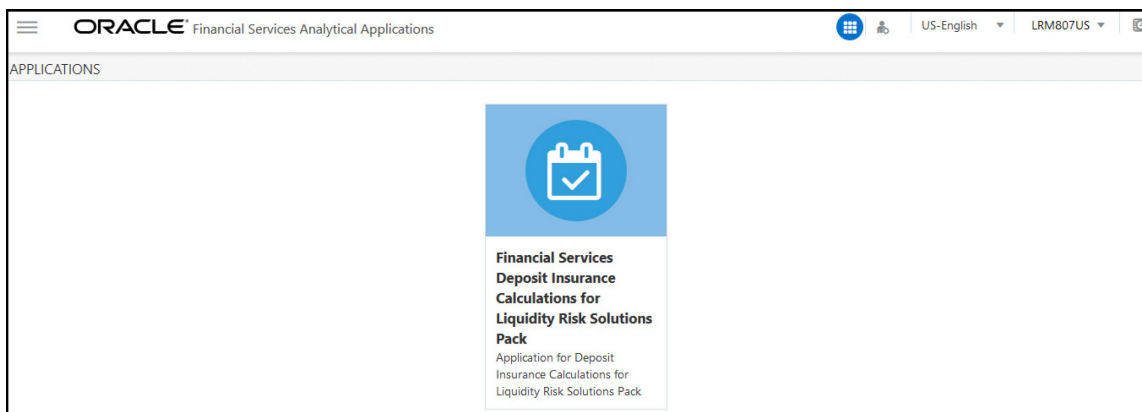 ORACLE® Financial Services Analytical Applications
US-English
LRM807US
APPLICATIONS
Financial Services
Deposit Insurance
Calculations for
Liquidity Risk Solutions
Pack
Application for Deposit
Insurance Calculations for
Liquidity Risk Solutions Pack